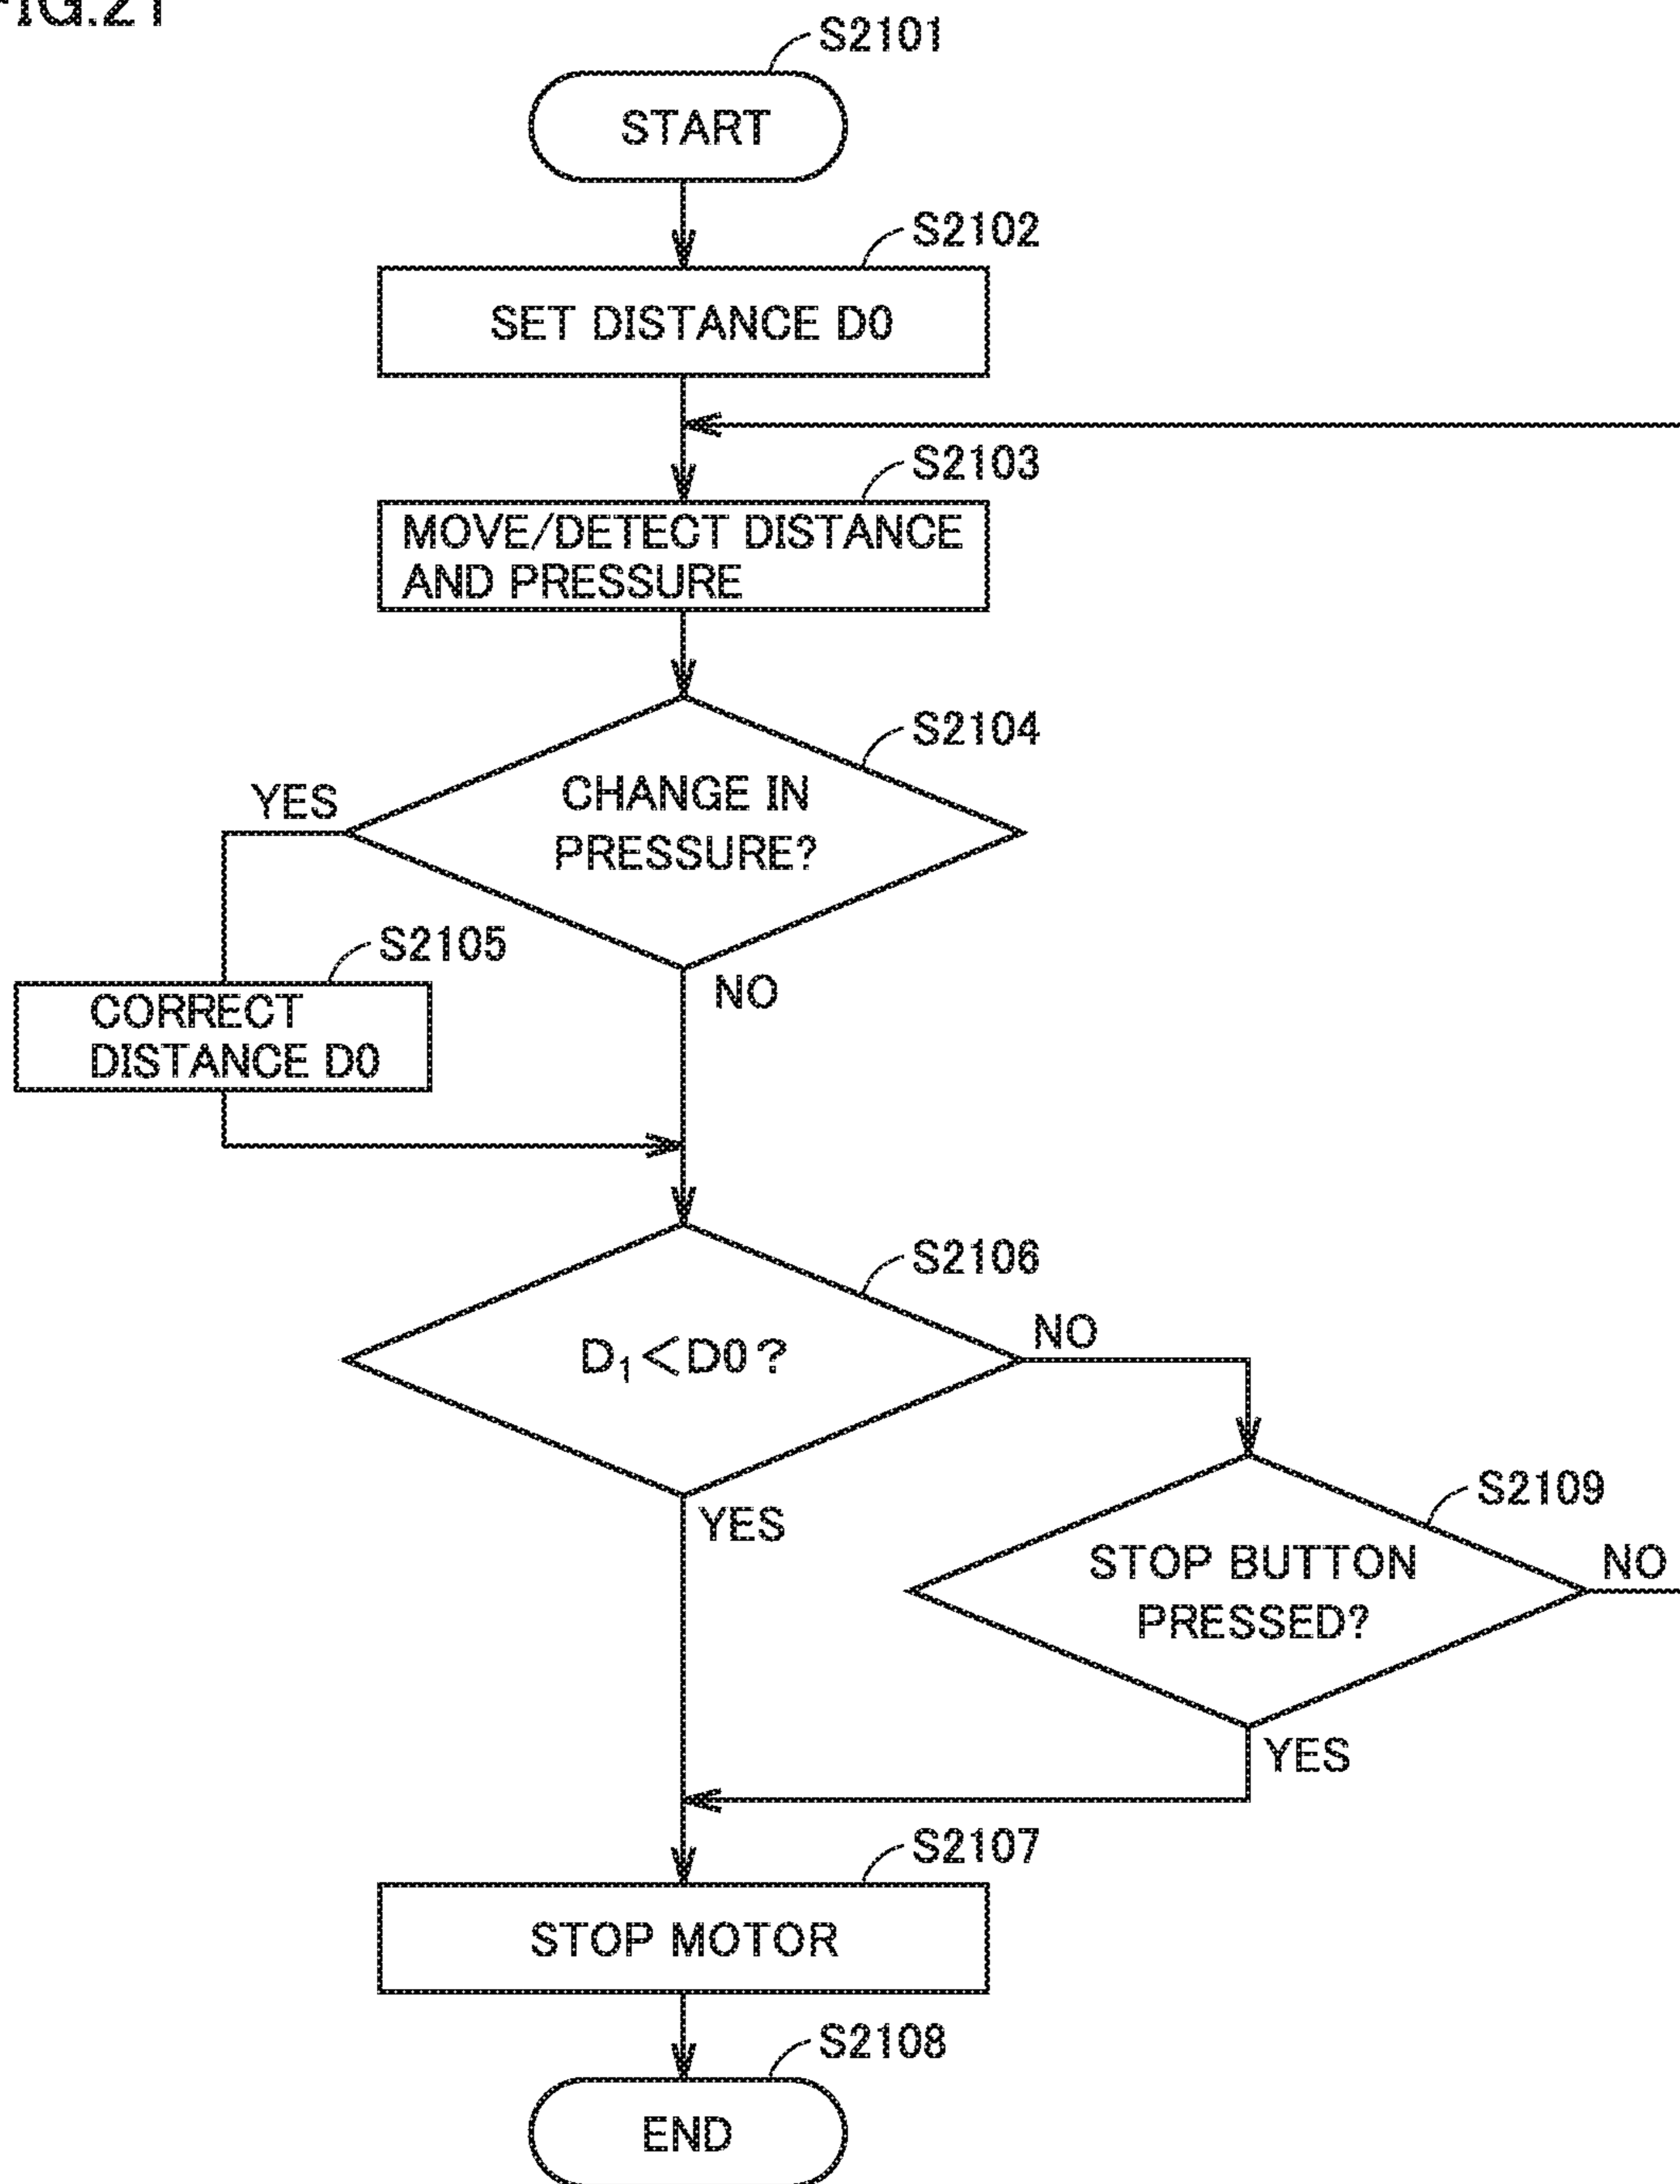 FIG.21
S2101
START
S2102
SET DISTANCE D0
S2103
MOVE/DETECT DISTANCE
AND PRESSURE
S2104
CHANGE IN
PRESSURE?
YES
NO
S2105
CORRECT
DISTANCE D0
S2106
D₁<D0?
NO
YES
S2109
STOP BUTTON
PRESSED?
NO
YES
S2107
STOP MOTOR
S2108
END